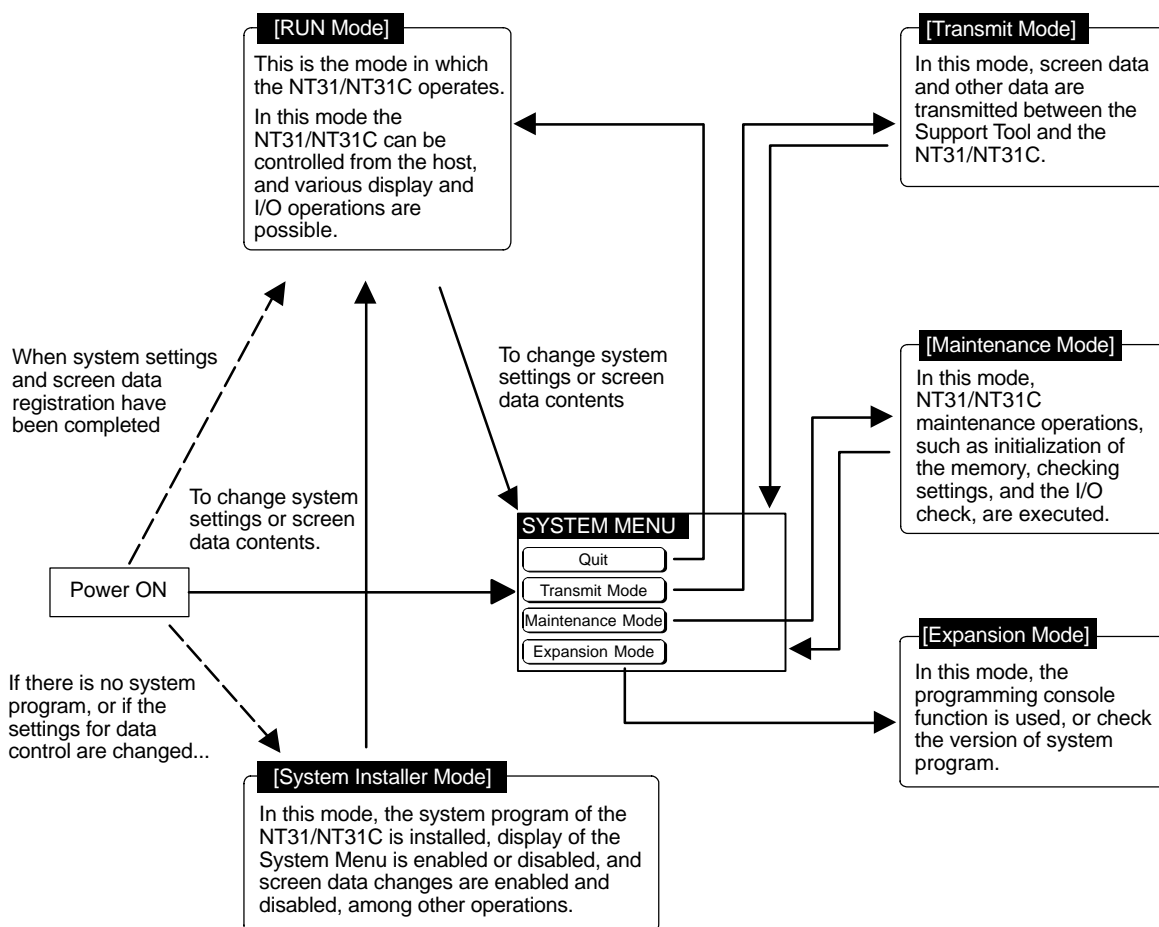 [RUN Mode]
This is the mode in which
the NT31/NT31C operates.
In this mode the
NT31/NT31C can be
controlled from the host,
and various display and
I/O operations are
possible.
[Transmit Mode]
In this mode, screen data
and other data are
transmitted between the
Support Tool and the
NT31/NT31C.
When system settings
and screen data
registration have
been completed
To change system
settings or screen
data contents
[Maintenance Mode]
In this mode,
NT31/NT31C
maintenance operations,
such as initialization of
the memory, checking
settings, and the I/O
check, are executed.
To change system
settings or screen
data contents.
Power ON
SYSTEM MENU
Quit
Transmit Mode
Maintenance Mode
Expansion Mode
[Expansion Mode]
In this mode, the
programming console
function is used, or check
the version of system
program.
If there is no system
program, or if the
settings for data
control are changed...
[System Installer Mode]
In this mode, the system program of the
NT31/NT31C is installed, display of the
System Menu is enabled or disabled, and
screen data changes are enabled and
disabled, among other operations.